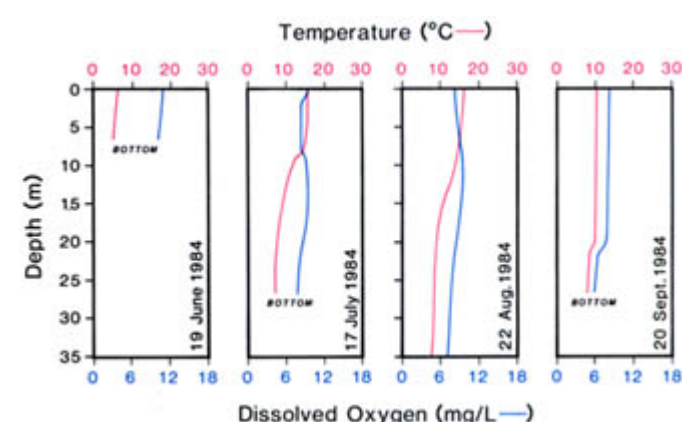 Temperature (ºC—)
0 10 20 30 0 10 20 30 0 10 20 30 0 10 20 30
0
5
10
15
20
25
30
35
Depth (m)
BOTTOM
19 June 1984
BOTTOM
17 July 1984
22 Aug. 1984
BOTTOM
20 Sept. 1984
0 6 12 18 0 6 12 18 0 6 12 18 0 6 12 18
Dissolved Oxygen (mg/L—)